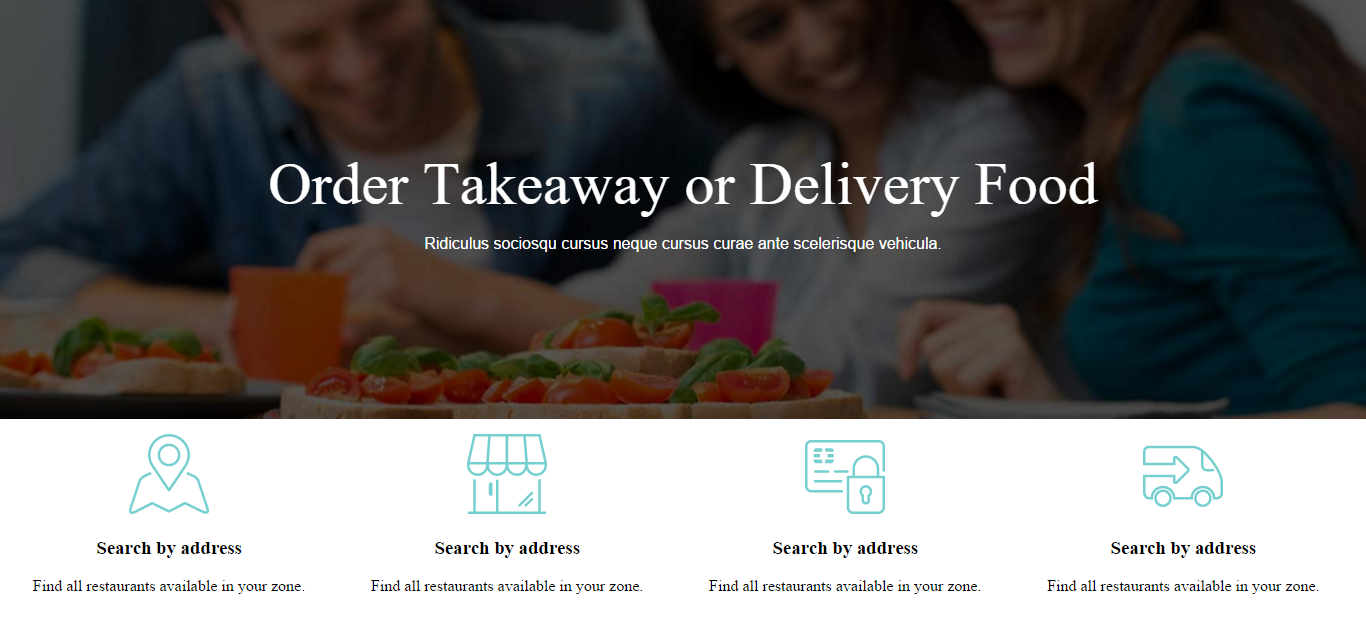 Order Takeaway or Delivery Food
Ridiculus sociosqu cursus neque cursus curae ante scelerisque vehicula.
Search by address
Find all restaurants available in your zone.
Search by address
Find all restaurants available in your zone.
Search by address
Find all restaurants available in your zone.
Search by address
Find all restaurants available in your zone.